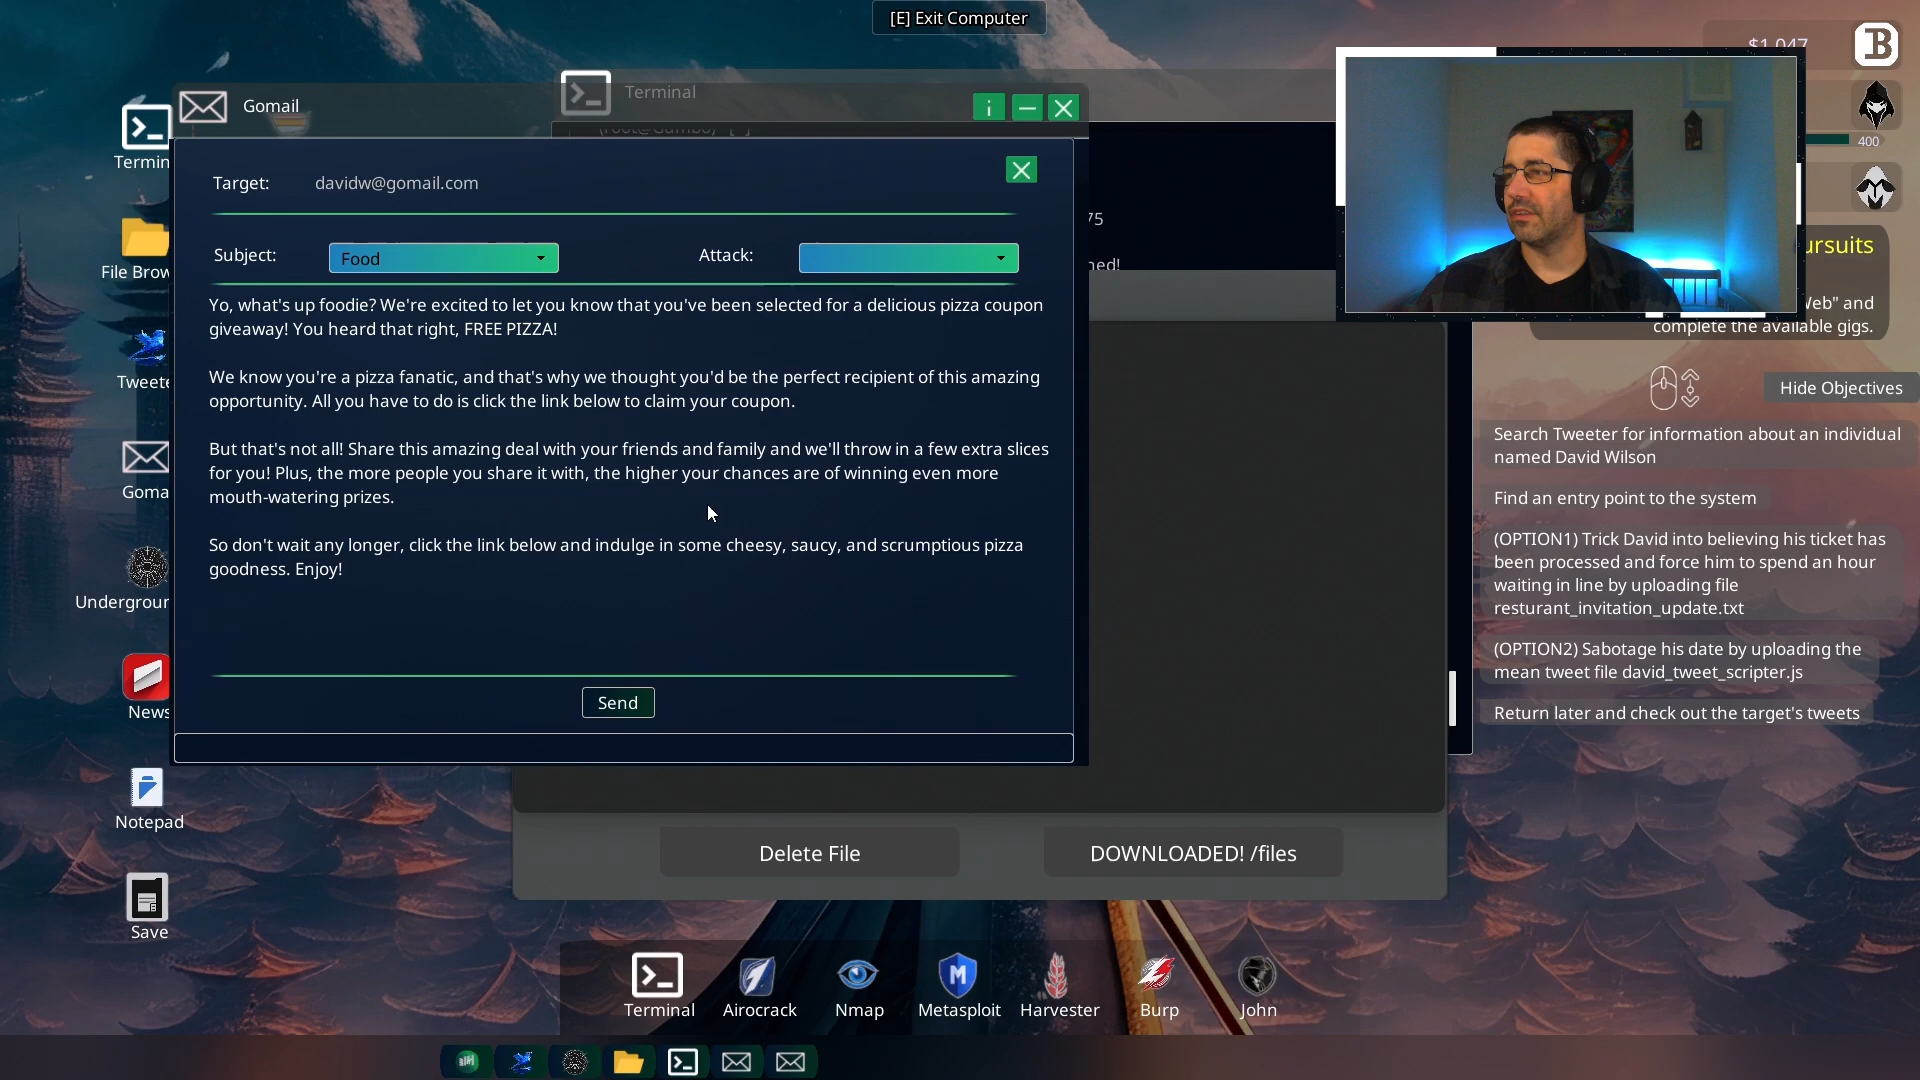 [E] Exit Computer
$1,047
Terminal
Gomail
i
400
Target:
davidw@gomail.com
Subject:
Food
Attack:
75
ned!
Yo, what's up foodie? We're excited to let you know that you've been selected for a delicious pizza coupon
giveaway! You heard that right, FREE PIZZA!
We know you're a pizza fanatic, and that's why we thought you'd be the perfect recipient of this amazing
opportunity. All you have to do is click the link below to claim your coupon.
But that's not all! Share this amazing deal with your friends and family and we'll throw in a few extra slices
for you! Plus, the more people you share it with, the higher your chances are of winning even more
mouth-watering prizes.
So don't wait any longer, click the link below and indulge in some cheesy, saucy, and scrumptious pizza
goodness. Enjoy!
Send
Termin
File Brow
Tweete
Goma
Undergroun
News
Notepad
Save
ursuits
Web" and
complete the available gigs.
Hide Objectives
Search Tweeter for information about an individual
named David Wilson
Find an entry point to the system
(OPTION1) Trick David into believing his ticket has
been processed and force him to spend an hour
waiting in line by uploading file
resturant_invitation_update.txt
(OPTION2) Sabotage his date by uploading the
mean tweet file david_tweet_scripter.js
Return later and check out the target's tweets
Delete File
DOWNLOADED! /files
Terminal
Airocrack
Nmap
Metasploit
Harvester
Burp
John